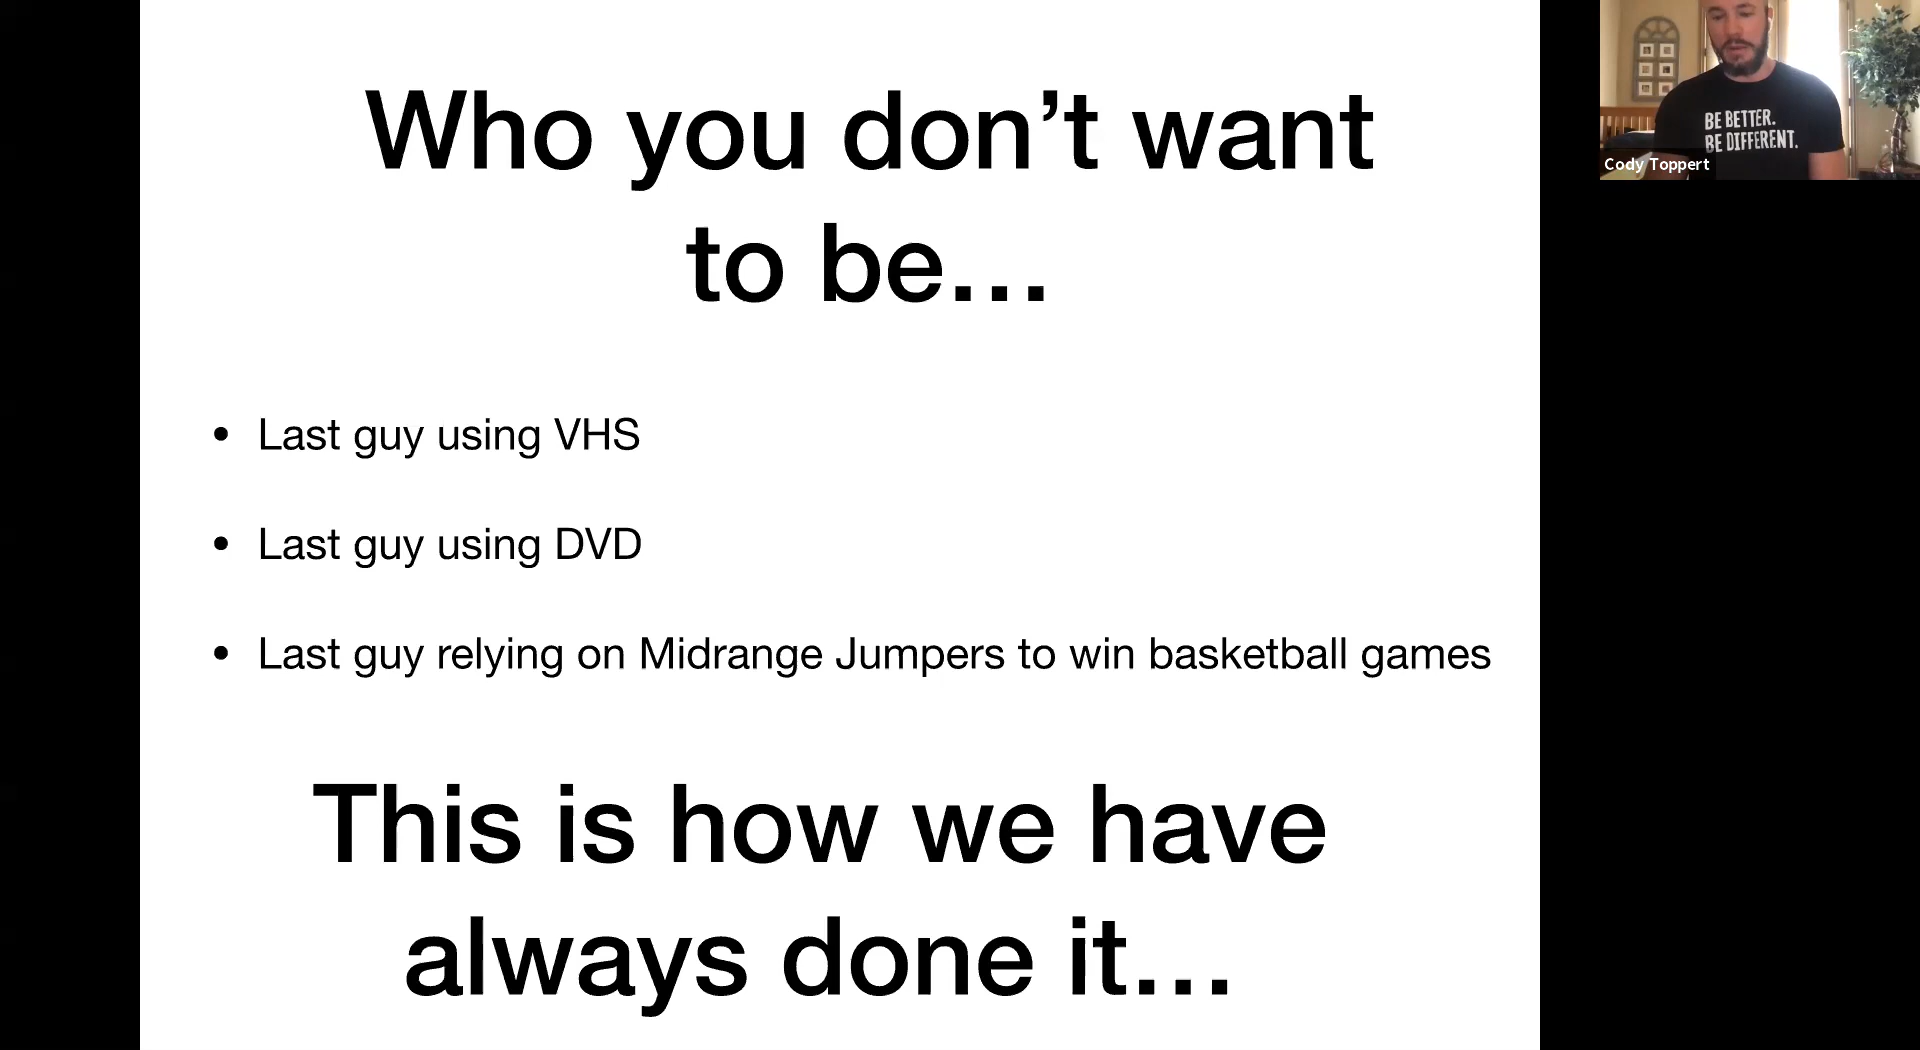 Who you don’t want
to be…
• Last guy using VHS
• Last guy using DVD
• Last guy relying on Midrange Jumpers to win basketball games
This is how we have
always done it…
BE BETTER.
BE DIFFERENT.
Cody Toppert